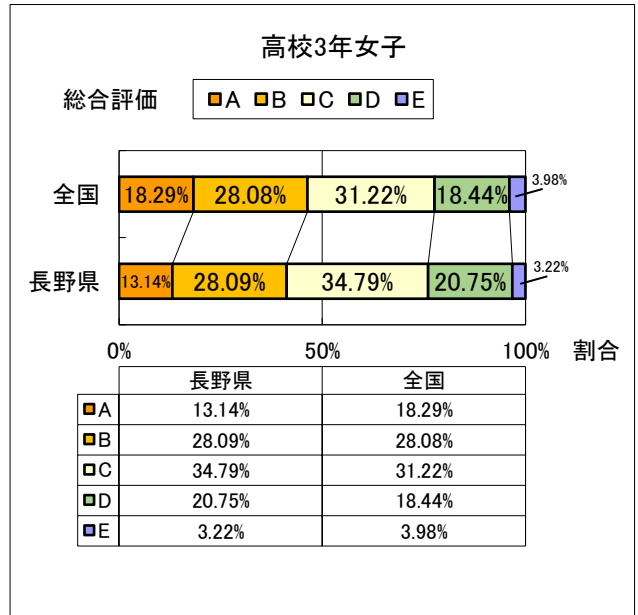 高校3年女子
総合評価 A B C D E
全国 18.29% 28.08% 31.22% 18.44% 3.98%
長野県 13.14% 28.09% 34.79% 20.75% 3.22%
0% 50% 100% 割合
長野県 全国
A 13.14% 18.29%
B 28.09% 28.08%
C 34.79% 31.22%
D 20.75% 18.44%
E 3.22% 3.98%